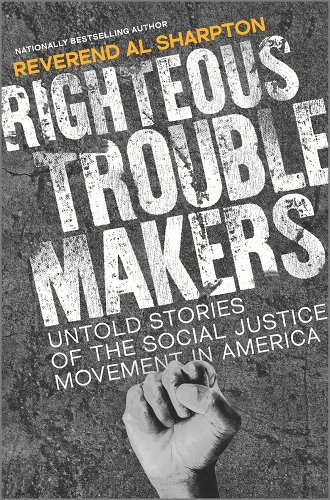 NATIONALLY BESTSELLING AUTHOR
REVEREND AL SHARPTON
RIGHTEOUS
TROUBLE
MAKERS
UNTOLD STORIES
OF THE SOCIAL JUSTICE
MOVEMENT IN AMERICA